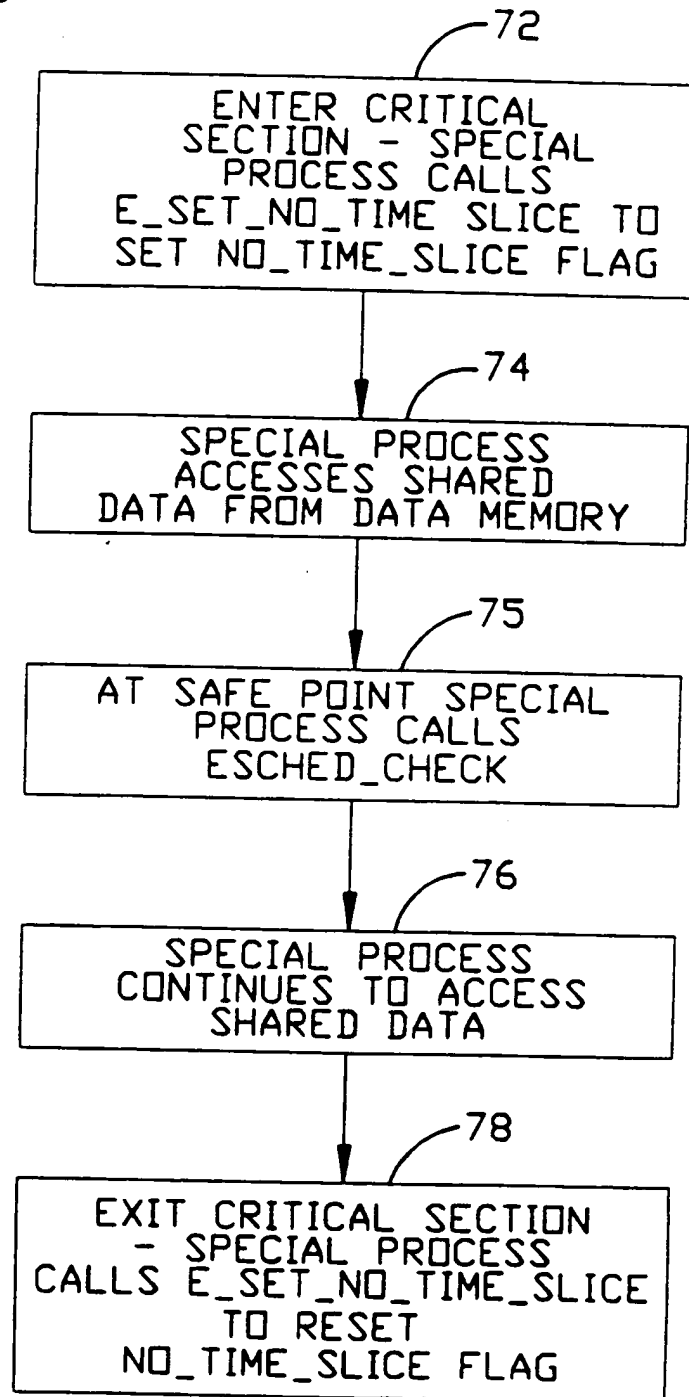 72
ENTER CRITICAL
SECTION - SPECIAL
PROCESS CALLS
E_SET_NO_TIME SLICE TO
SET NO_TIME_SLICE FLAG
74
SPECIAL PROCESS
ACCESSES SHARED
DATA FROM DATA MEMORY
75
AT SAFE POINT SPECIAL
PROCESS CALLS
ESCHED_CHECK
76
SPECIAL PROCESS
CONTINUES TO ACCESS
SHARED DATA
78
EXIT CRITICAL SECTION
- SPECIAL PROCESS
CALLS E_SET_NO_TIME_SLICE
TO RESET
NO_TIME_SLICE FLAG